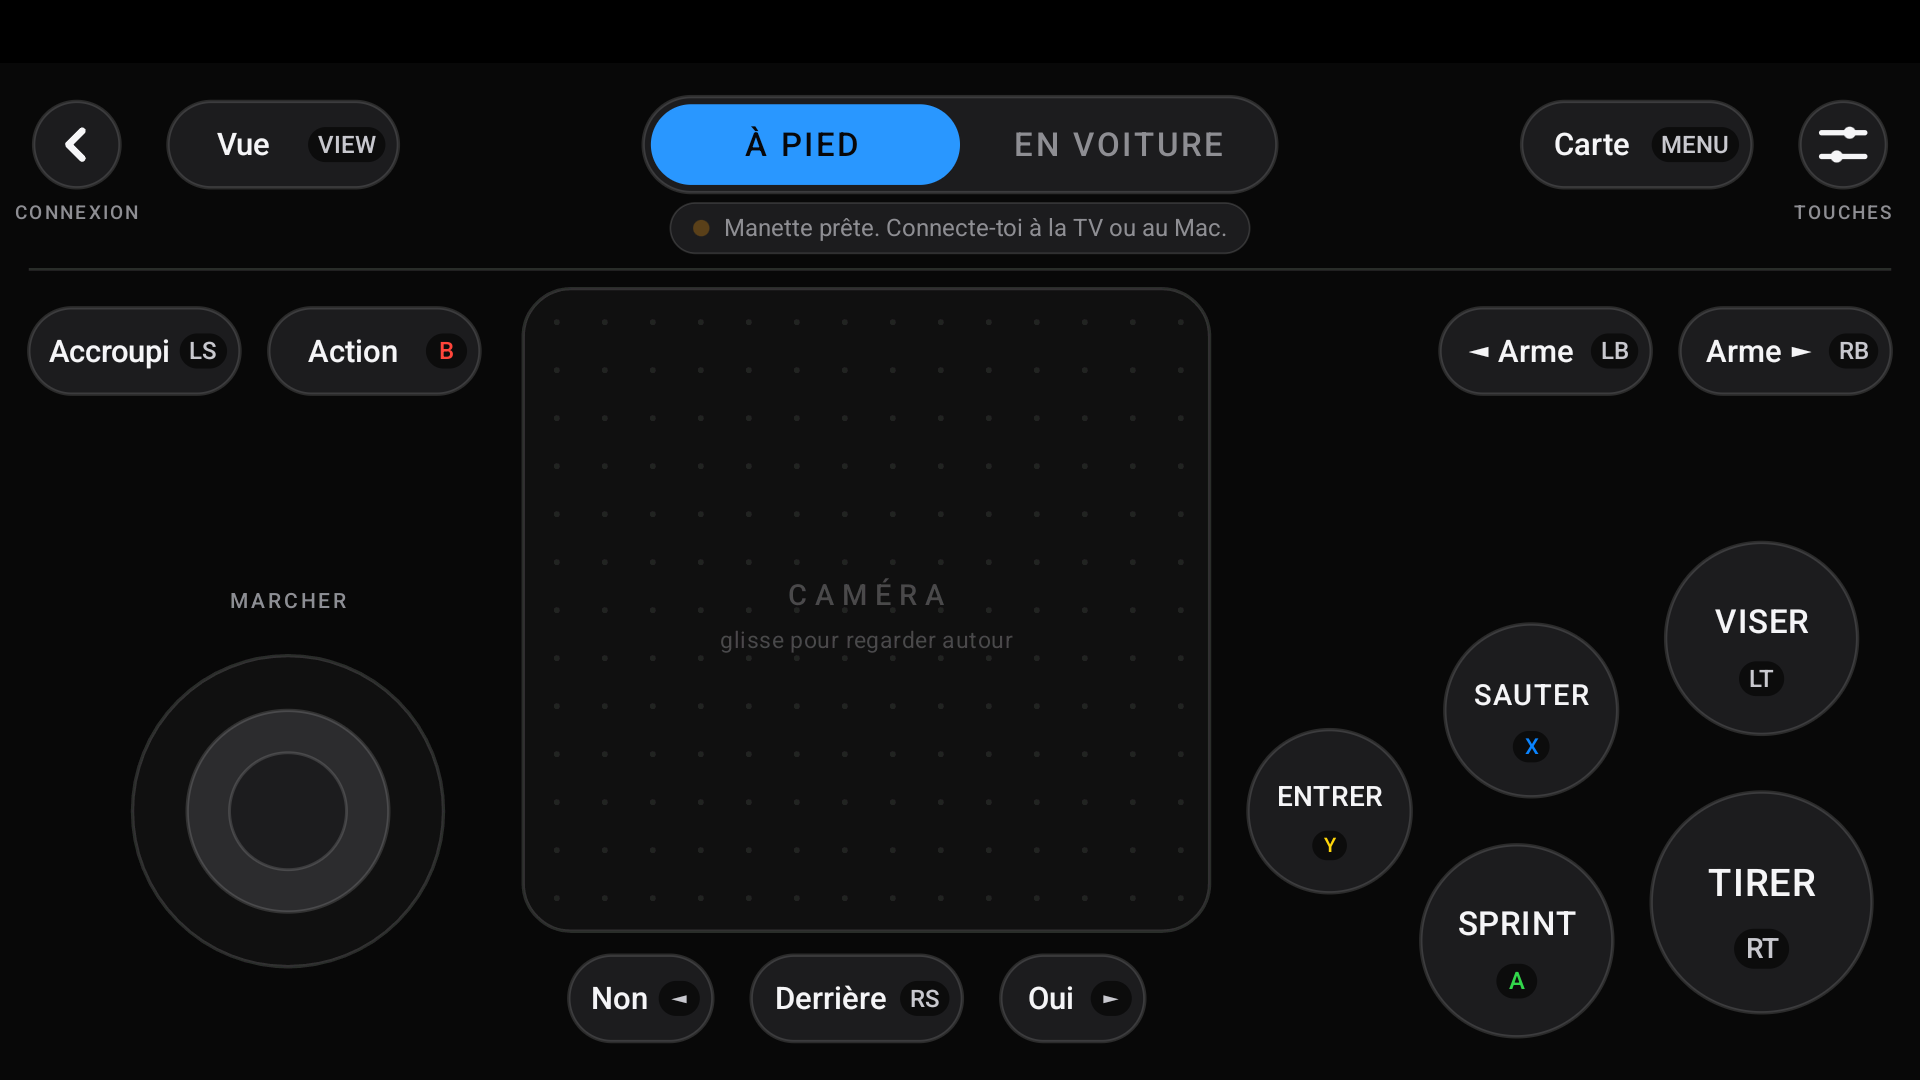 Vue VIEW
À PIED
EN VOITURE
Carte MENU
CONNEXION
TOUCHES
Manette prête. Connecte-toi à la TV ou au Mac.
Accroupi LS
Action B
◄ Arme LB
Arme ► RB
MARCHER
CAMÉRA
glisse pour regarder autour
VISER
LT
SAUTER
X
ENTRER
Y
TIRER
RT
SPRINT
A
Non ◄
Derrière RS
Oui ►